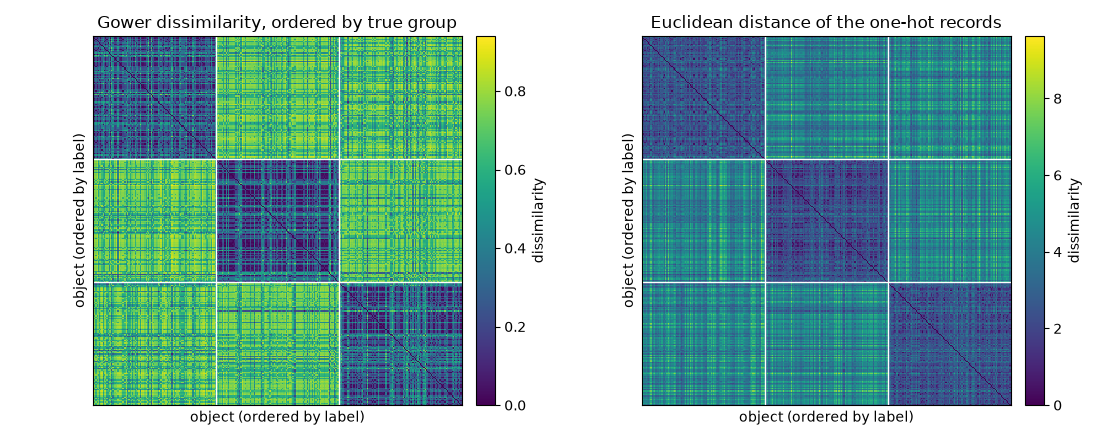 Gower dissimilarity, ordered by true group
object (ordered by label)
object (ordered by label)
0.8
0.6
0.4
0.2
0.0
dissimilarity
Euclidean distance of the one-hot records
object (ordered by label)
object (ordered by label)
8
6
4
2
0
dissimilarity